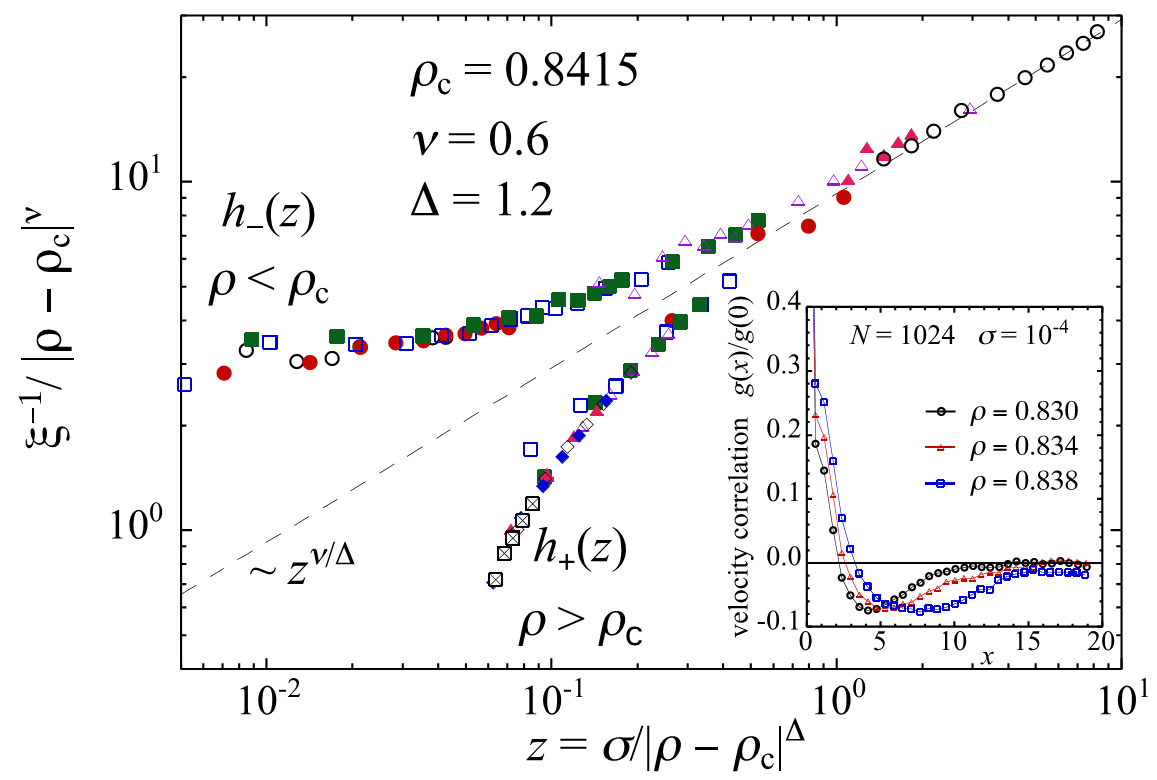 ρc = 0.8415
ν = 0.6
Δ = 1.2
h−(z)
ρ < ρc
ξ⁻¹/ |ρ − ρc|^ν
10¹
10⁰
~ z^ν/Δ
h+(z)
ρ > ρc
10⁻²
10⁻¹
10⁰
10¹
z = σ/|ρ − ρc|^Δ
velocity correlation g(x)/g(0)
N = 1024 σ = 10⁻⁴
ρ = 0.830
ρ = 0.834
ρ = 0.838
0.4
0.3
0.2
0.1
0.0
-0.1
0 5 10 15 20
x